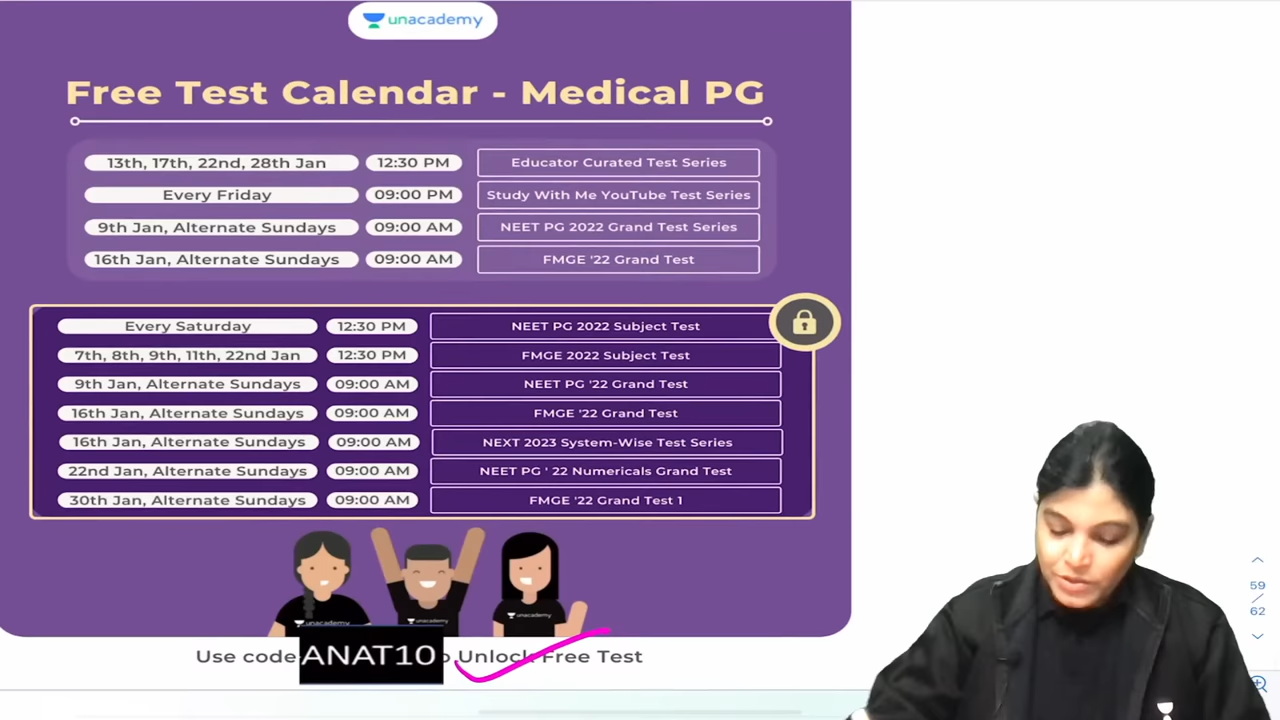 unacademy
Free Test Calendar - Medical PG
13th, 17th, 22nd, 28th Jan 12:30 PM Educator Curated Test Series
Every Friday 09:00 PM Study With Me YouTube Test Series
9th Jan, Alternate Sundays 09:00 AM NEET PG 2022 Grand Test Series
16th Jan, Alternate Sundays 09:00 AM FMGE '22 Grand Test
Every Saturday 12:30 PM NEET PG 2022 Subject Test
7th, 8th, 9th, 11th, 22nd Jan 12:30 PM FMGE 2022 Subject Test
9th Jan, Alternate Sundays 09:00 AM NEET PG '22 Grand Test
16th Jan, Alternate Sundays 09:00 AM FMGE '22 Grand Test
16th Jan, Alternate Sundays 09:00 AM NEXT 2023 System-Wise Test Series
22nd Jan, Alternate Sundays 09:00 AM NEET PG ' 22 Numericals Grand Test
30th Jan, Alternate Sundays 09:00 AM FMGE '22 Grand Test 1
unacademy unacademy unacademy
Use code ANAT10 Unlock Free Test
59
/
62